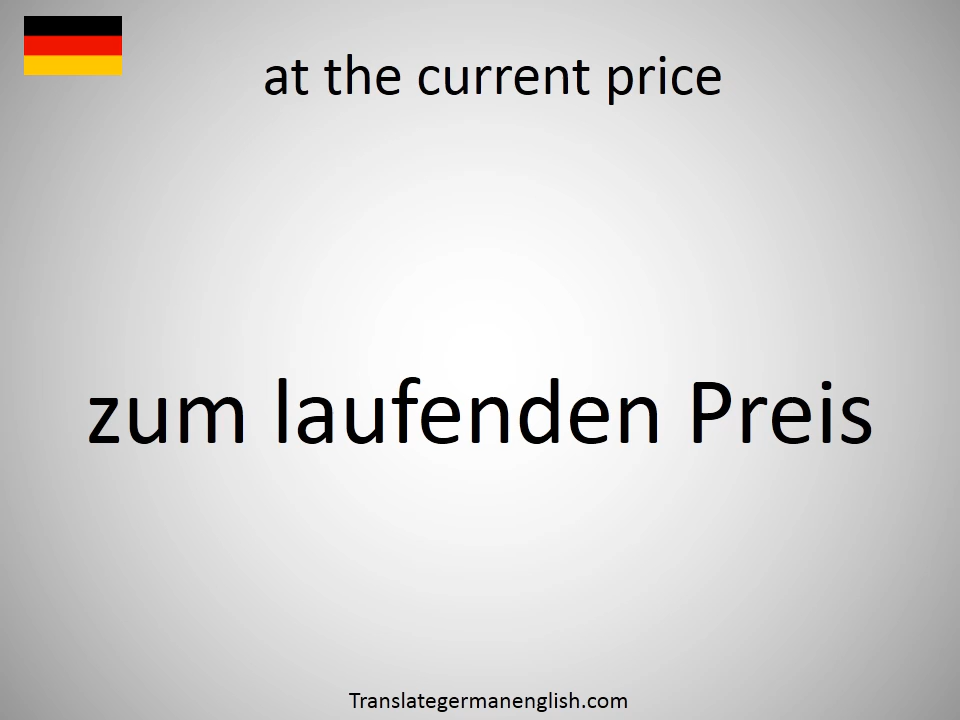 at the current price
zum laufenden Preis
Translategermanenglish.com